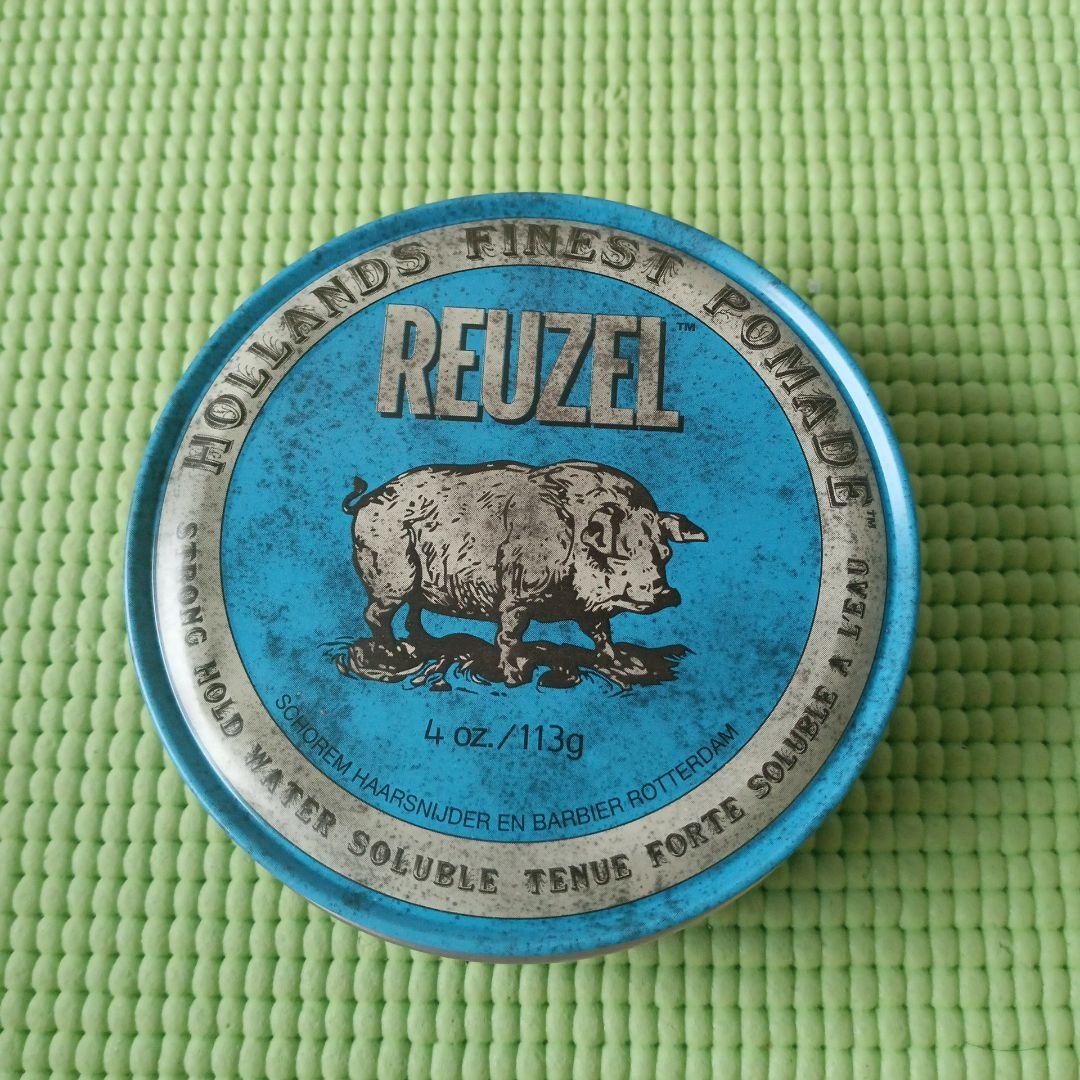 HOLLANDS FINEST POMADE™
REUZEL™
4 oz./113g
SCHOREM HAARSNIJDER EN BARBIER ROTTERDAM
STRONG HOLD WATER SOLUBLE TENUE FORTE SOLUBLE A L'EAU